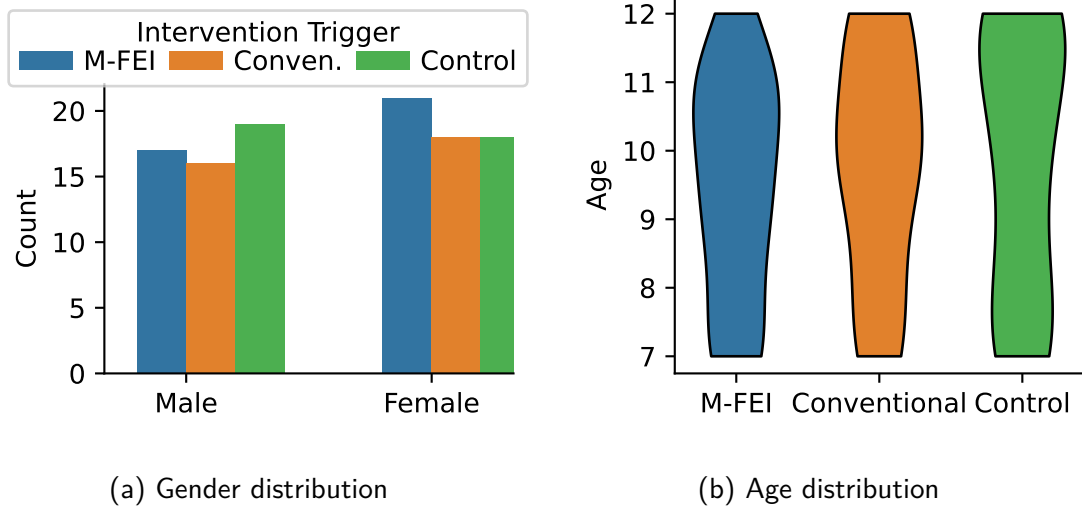 Intervention Trigger
M-FEI Conven. Control
Count
20
15
10
5
0
Male Female
(a) Gender distribution
Age
12
11
10
9
8
7
M-FEI Conventional Control
(b) Age distribution